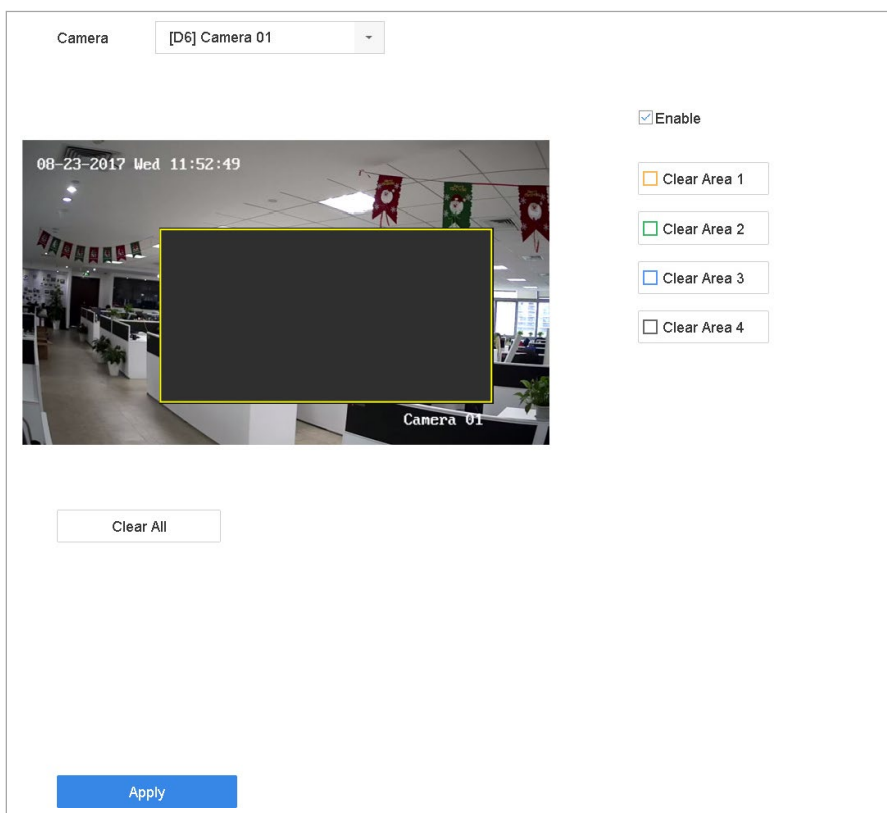 Camera
[D6] Camera 01
Enable
08-23-2017 Wed 11:52:49
Clear Area 1
Clear Area 2
Clear Area 3
Clear Area 4
Camera 01
Clear All
Apply